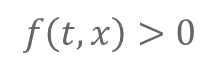 f(t, x) > 0